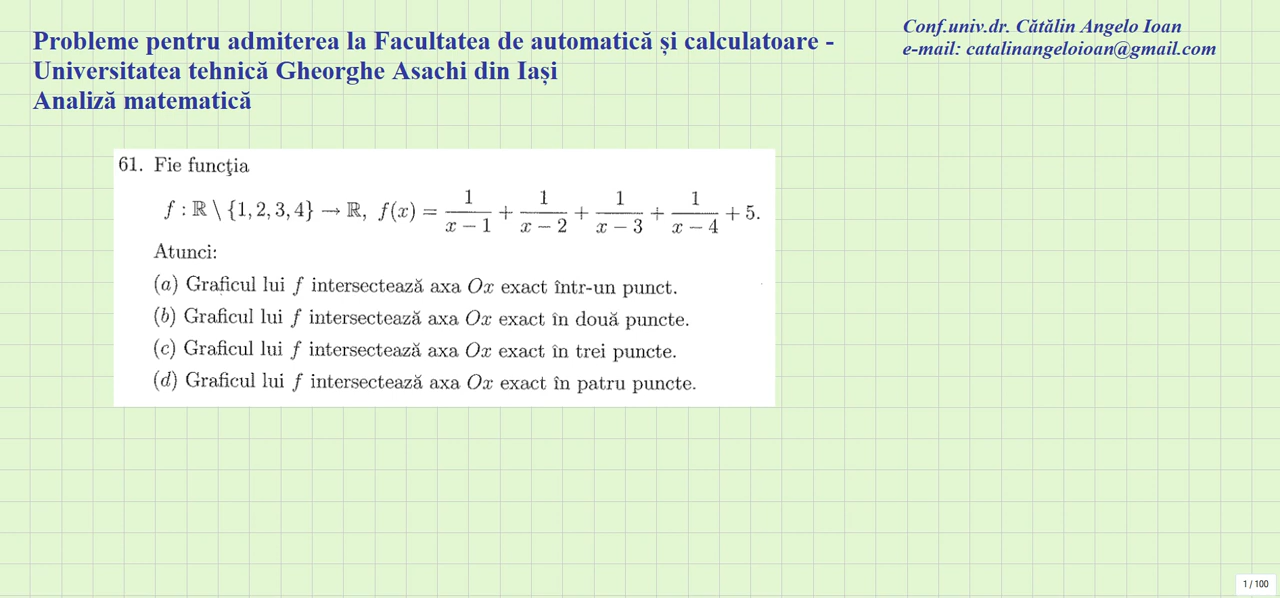 Probleme pentru admiterea la Facultatea de automatică și calculatoare -
Universitatea tehnică Gheorghe Asachi din Iași
Analiză matematică
Conf.univ.dr. Cătălin Angelo Ioan
e-mail: catalinangeloioan@gmail.com
61. Fie funcţia
f : ℝ \ {1, 2, 3, 4} → ℝ, f(x) = 1/(x − 1) + 1/(x − 2) + 1/(x − 3) + 1/(x − 4) + 5.
Atunci:
(a) Graficul lui f intersectează axa Ox exact într-un punct.
(b) Graficul lui f intersectează axa Ox exact în două puncte.
(c) Graficul lui f intersectează axa Ox exact în trei puncte.
(d) Graficul lui f intersectează axa Ox exact în patru puncte.
1 / 100